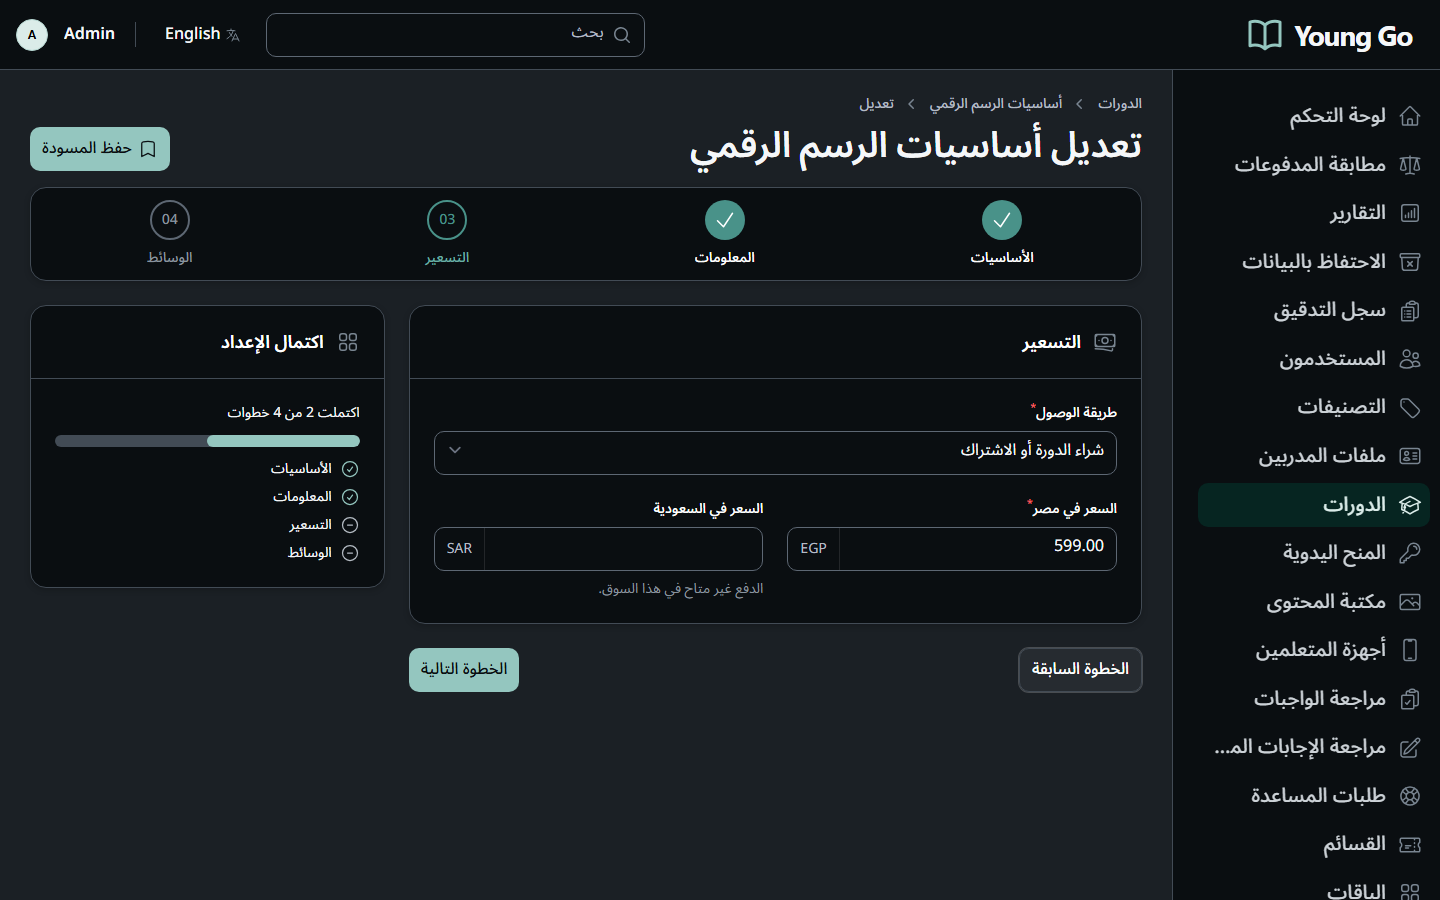 Young Go
بحث
English
Admin
A
لوحة التحكم
مطابقة المدفوعات
التقارير
الاحتفاظ بالبيانات
سجل التدقيق
المستخدمون
التصنيفات
ملفات المدربين
الدورات
المنح اليدوية
مكتبة المحتوى
أجهزة المتعلمين
مراجعة الواجبات
مراجعة الإجابات الم...
طلبات المساعدة
القسائم
الباقات
الدورات
أساسيات الرسم الرقمي
تعديل
تعديل أساسيات الرسم الرقمي
حفظ المسودة
الأساسيات
المعلومات
03
التسعير
04
الوسائط
التسعير
طريقة الوصول*
شراء الدورة أو الاشتراك
السعر في مصر*
599.00
EGP
السعر في السعودية
SAR
الدفع غير متاح في هذا السوق.
الخطوة السابقة
الخطوة التالية
اكتمال الإعداد
اكتملت 2 من 4 خطوات
الأساسيات
المعلومات
التسعير
الوسائط